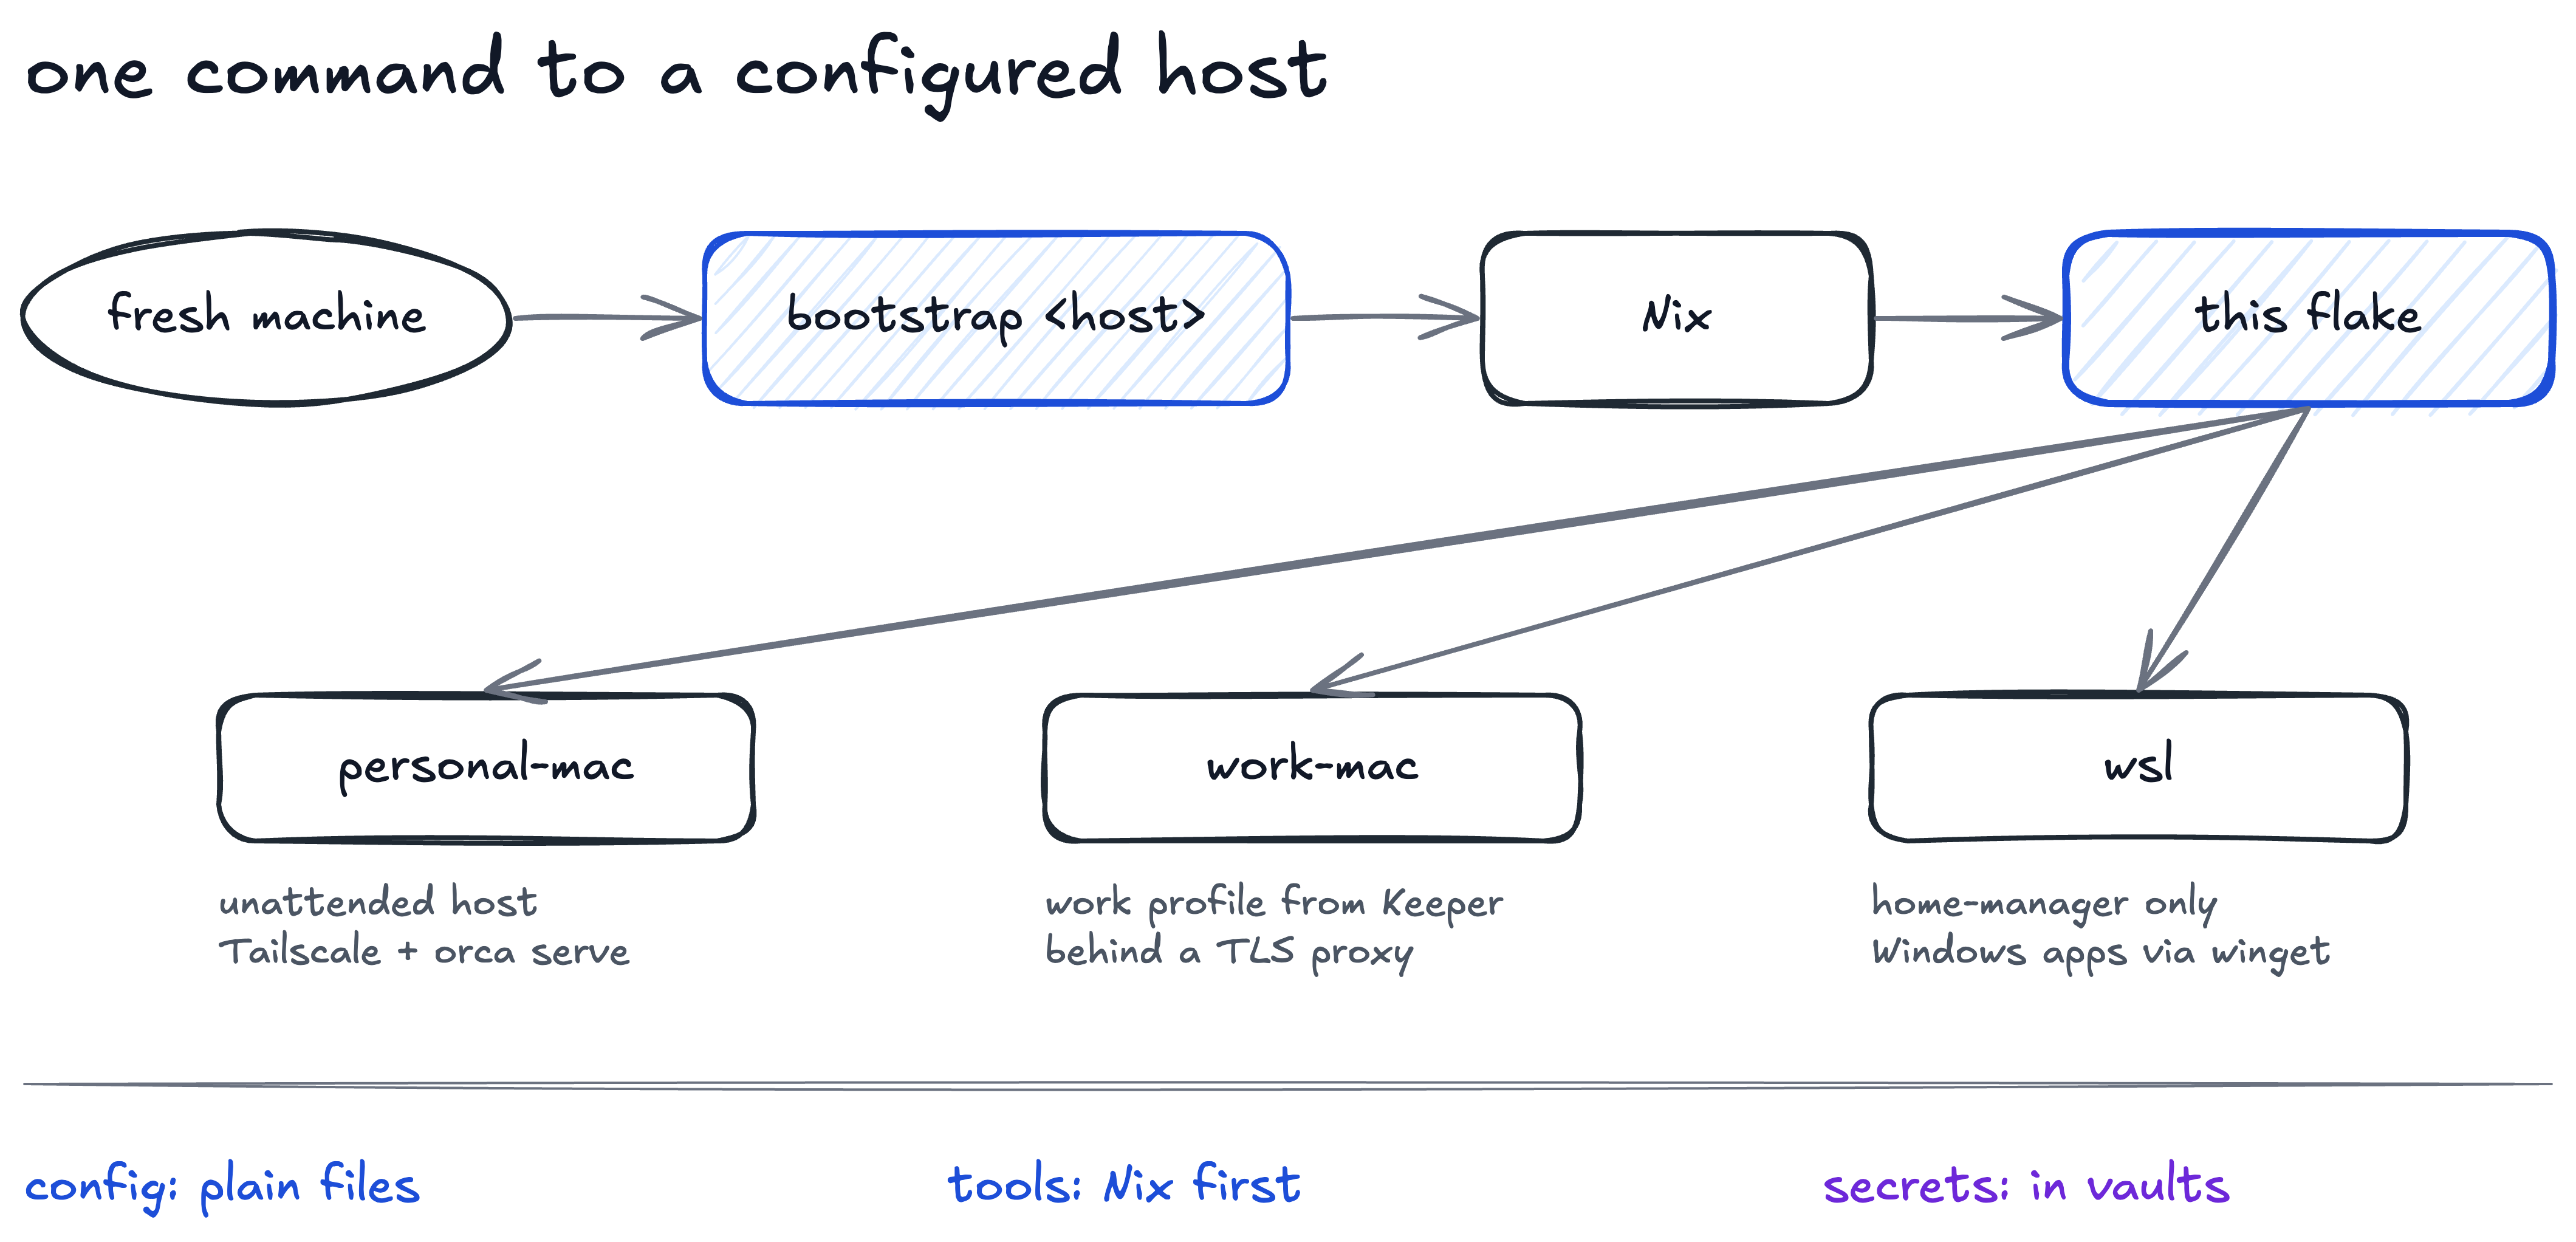 one command to a configured host
fresh machine
bootstrap <host>
Nix
this flake
personal-mac
work-mac
wsl
unattended host
Tailscale + orca serve
work profile from Keeper
behind a TLS proxy
home-manager only
Windows apps via winget
config: plain files
tools: Nix first
secrets: in vaults